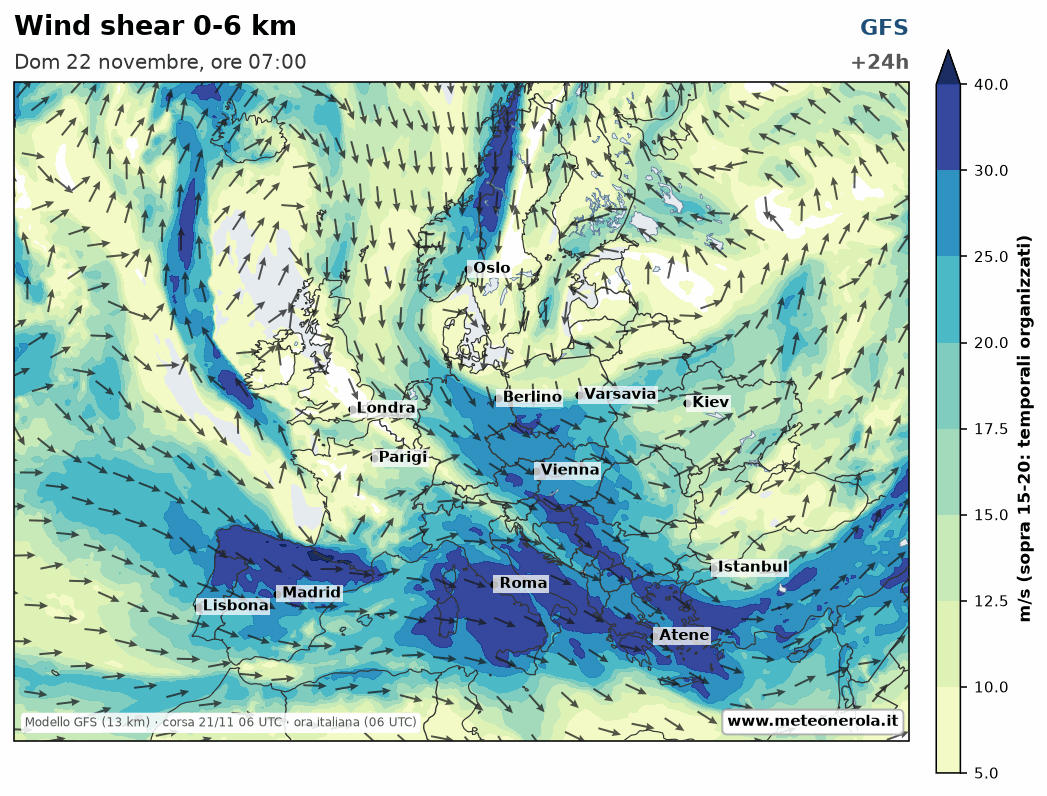 Wind shear 0-6 km
GFS
Dom 22 novembre, ore 07:00
+24h
Oslo
Londra
Berlino
Varsavia
Kiev
Parigi
Vienna
Istanbul
Roma
Madrid
Lisbona
Atene
Modello GFS (13 km) · corsa 21/11 06 UTC · ora italiana (06 UTC)
www.meteonerola.it
40.0
30.0
25.0
20.0
17.5
15.0
12.5
10.0
5.0
m/s (sopra 15-20: temporali organizzati)